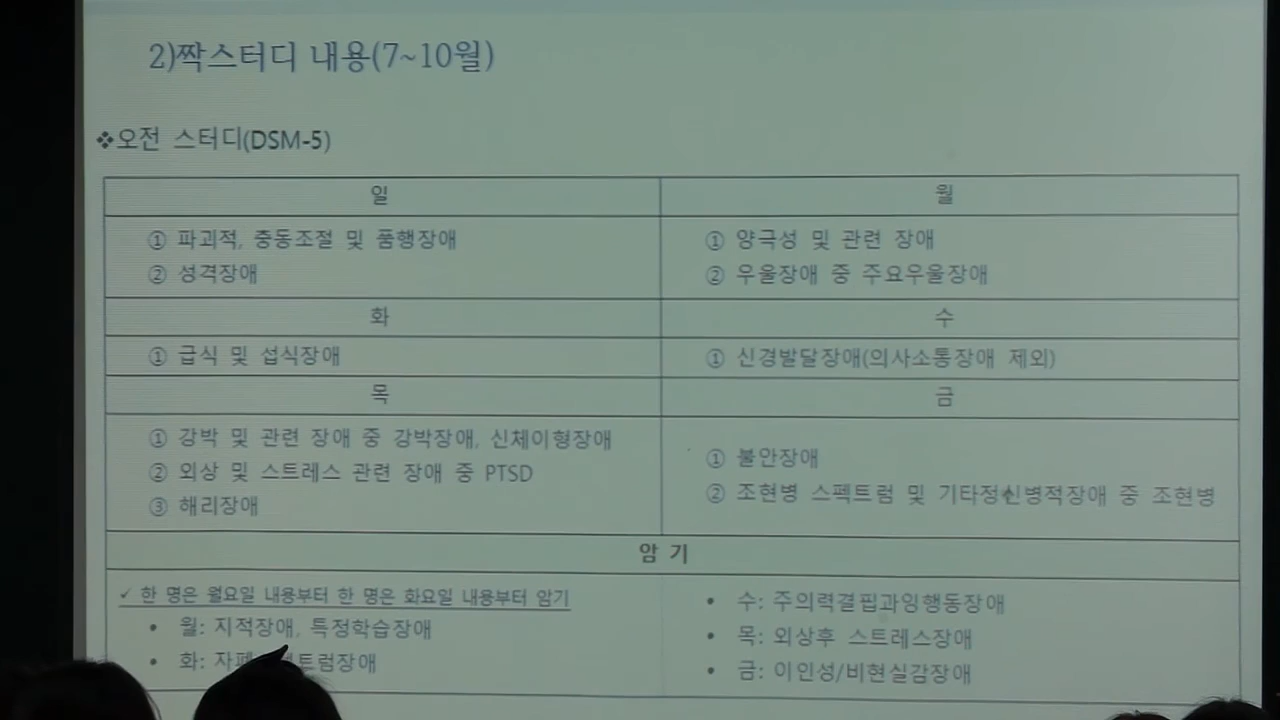 2)짝스터디 내용(7~10월)
❖오전 스터디(DSM-5)
일
월
① 파괴적, 충동조절 및 품행장애
② 성격장애
① 양극성 및 관련 장애
② 우울장애 중 주요우울장애
화
수
① 급식 및 섭식장애
① 신경발달장애(의사소통장애 제외)
목
금
① 강박 및 관련 장애 중 강박장애, 신체이형장애
② 외상 및 스트레스 관련 장애 중 PTSD
③ 해리장애
① 불안장애
② 조현병 스펙트럼 및 기타정신병적장애 중 조현병
암 기
✓ 한 명은 월요일 내용부터 한 명은 화요일 내용부터 암기
• 월: 지적장애, 특정학습장애
• 화:
• 수: 주의력결핍과잉행동장애
• 목: 외상후 스트레스장애
• 금: 이인성/비현실감장애